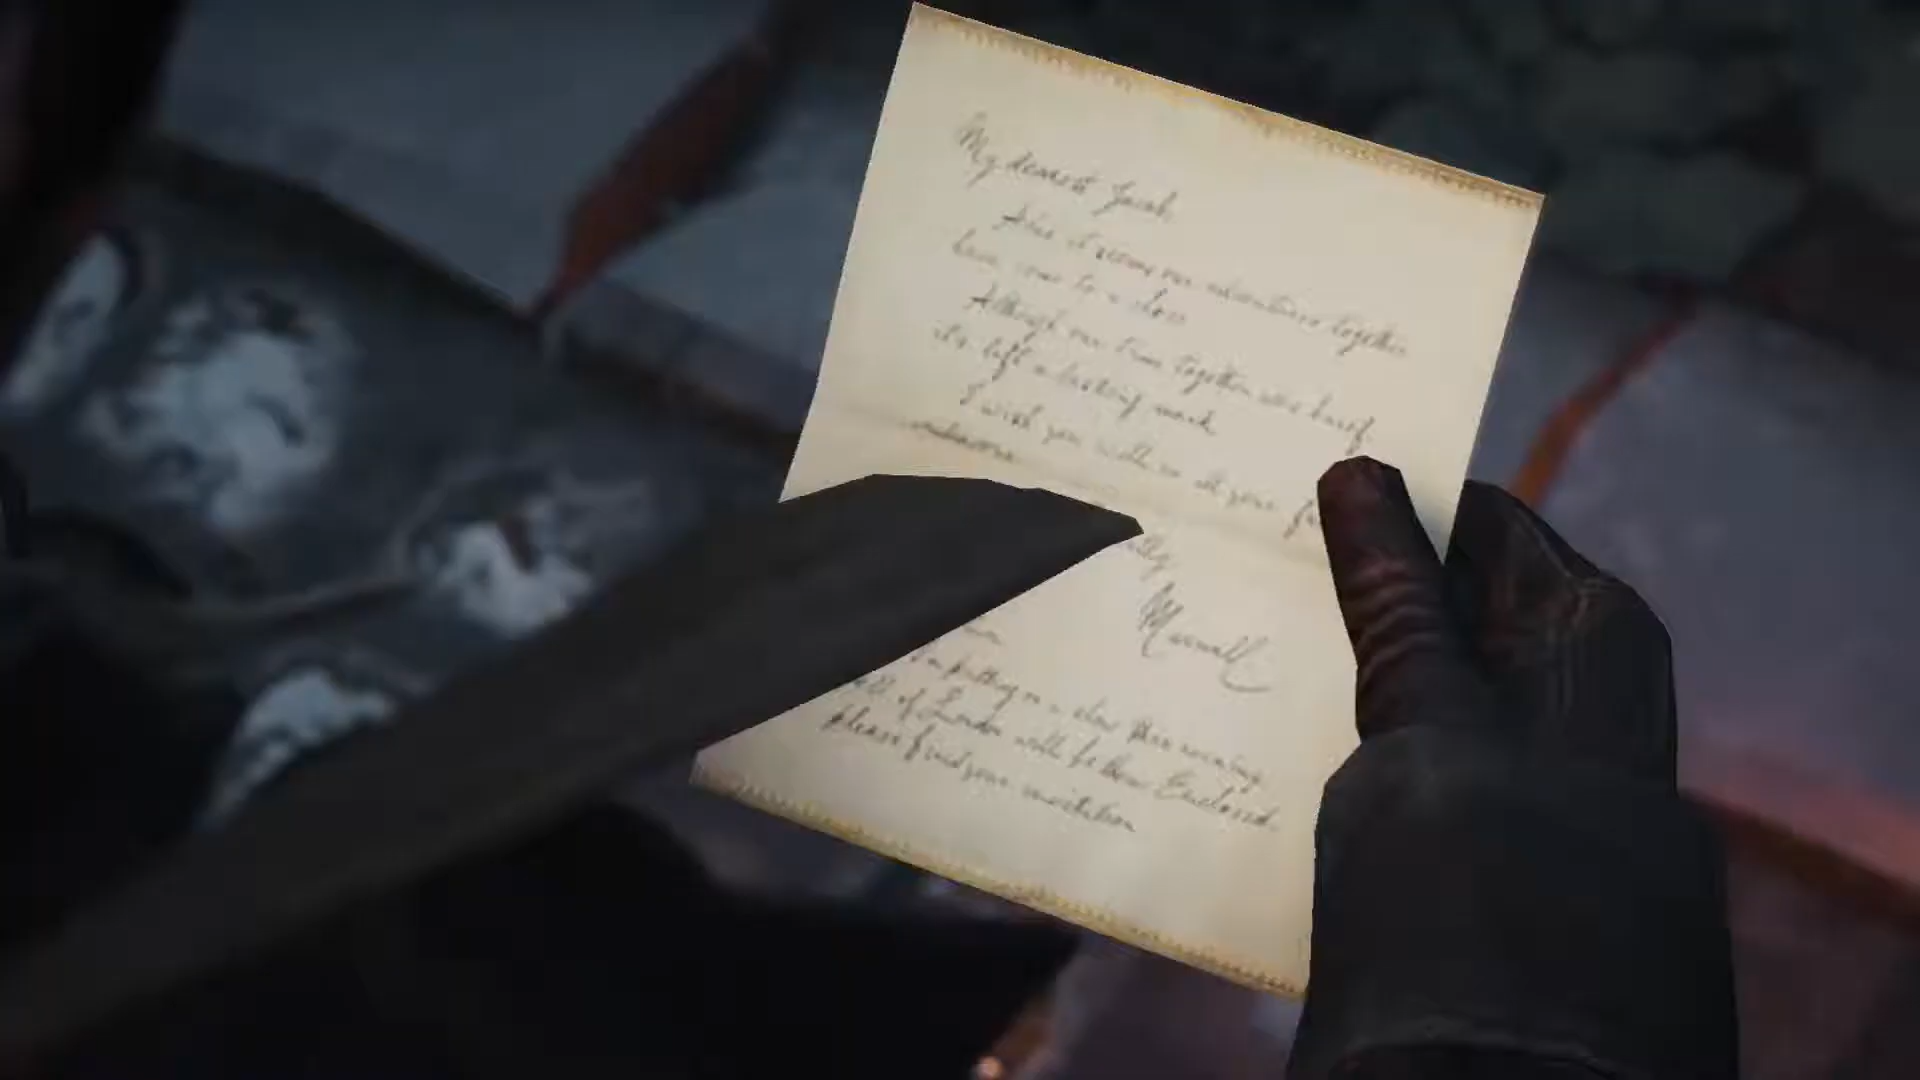 My dearest Jacob,
Alas it seems our adventures together
have come to a close
Although our time together was brief,
it's left a lasting mark
I wish you well in all your
Maxwell
I'm putting on a show this evening
all of London will be there Enclosed,
please find your invitation